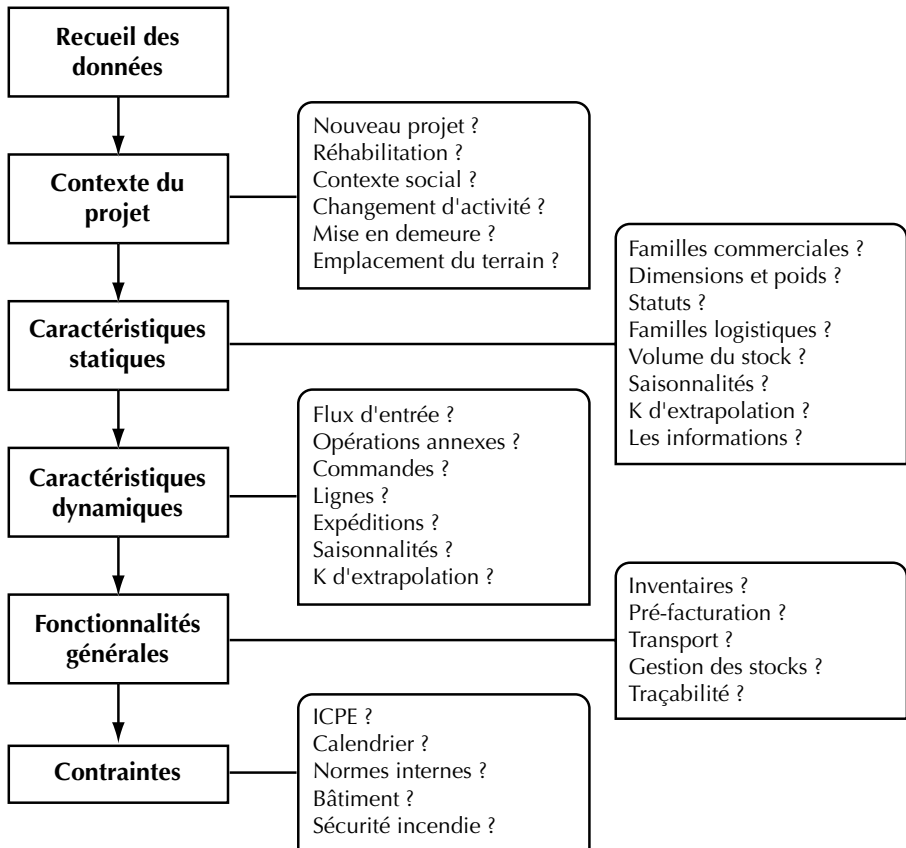 Recueil des
données
Contexte du
projet
Nouveau projet ?
Réhabilitation ?
Contexte social ?
Changement d'activité ?
Mise en demeure ?
Emplacement du terrain ?
Caractéristiques
statiques
Familles commerciales ?
Dimensions et poids ?
Statuts ?
Familles logistiques ?
Volume du stock ?
Saisonnalités ?
K d'extrapolation ?
Les informations ?
Caractéristiques
dynamiques
Flux d'entrée ?
Opérations annexes ?
Commandes ?
Lignes ?
Expéditions ?
Saisonnalités ?
K d'extrapolation ?
Fonctionnalités
générales
Inventaires ?
Pré-facturation ?
Transport ?
Gestion des stocks ?
Traçabilité ?
Contraintes
ICPE ?
Calendrier ?
Normes internes ?
Bâtiment ?
Sécurité incendie ?